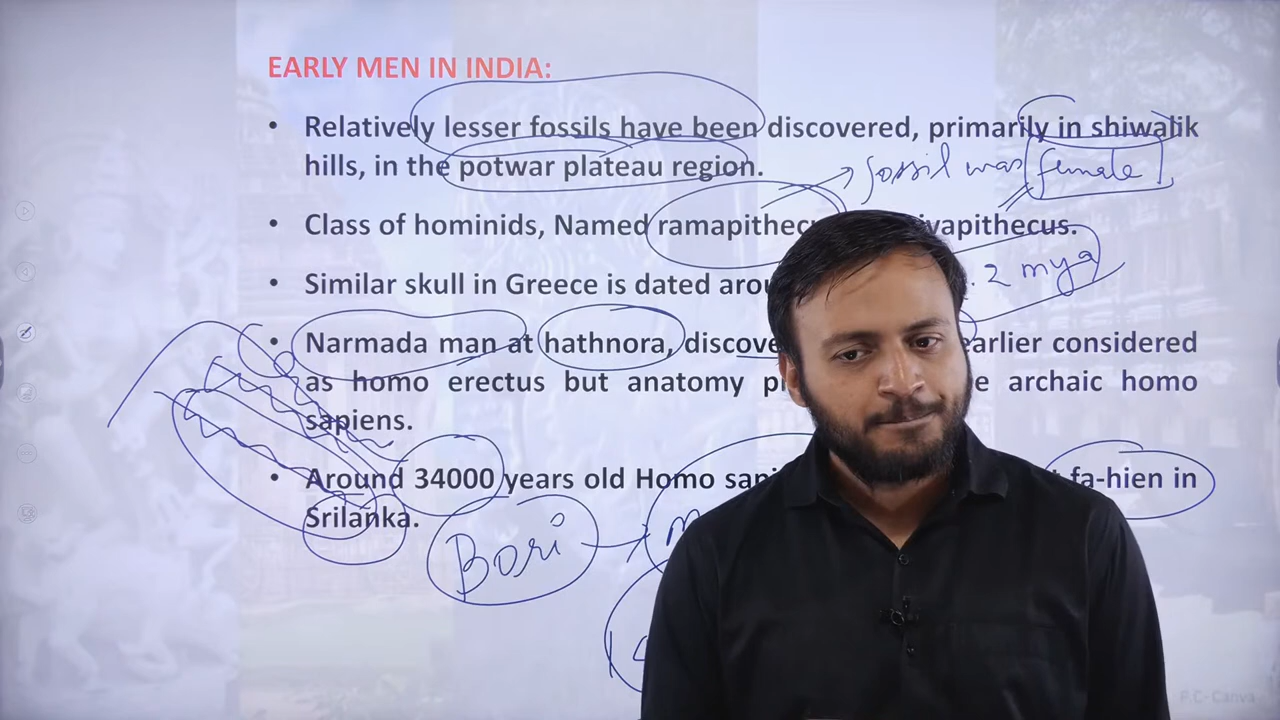 EARLY MEN IN INDIA:
• Relatively lesser fossils have been discovered, primarily in shiwalik
hills, in the potwar plateau region.
→ fossil was female
• Class of hominids, Named ramapithecu vapithecus.
• Similar skull in Greece is dated arou
2 mya
• Narmada man at hathnora, discove earlier considered
as homo erectus but anatomy p archaic homo
sapiens.
• Around 34000 years old Homo sapi fa-hien in
Srilanka.
Bori →
P.C-Canva